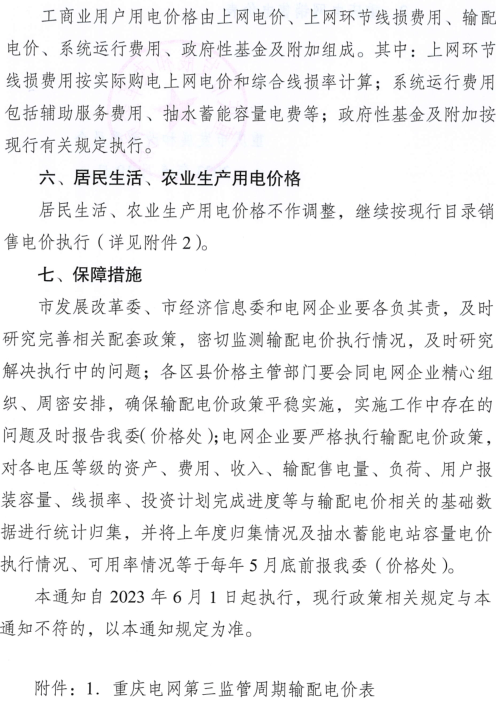 工商业用户用电价格由上网电价、上网环节线损费用、输配
电价、系统运行费用、政府性基金及附加组成。其中：上网环节
线损费用按实际购电上网电价和综合线损率计算；系统运行费用
包括辅助服务费用、抽水蓄能容量电费等；政府性基金及附加按
现行有关规定执行。
六、居民生活、农业生产用电价格
居民生活、农业生产用电价格不作调整，继续按现行目录销
售电价执行（详见附件2）。
七、保障措施
市发展改革委、市经济信息委和电网企业要各负其责，及时
研究完善相关配套政策，密切监测输配电价执行情况，及时研究
解决执行中的问题；各区县价格主管部门要会同电网企业精心组
织、周密安排，确保输配电价政策平稳实施，实施工作中存在的
问题及时报告我委（价格处）；电网企业要严格执行输配电价政策，
对各电压等级的资产、费用、收入、输配售电量、负荷、用户报
装容量、线损率、投资计划完成进度等与输配电价相关的基础数
据进行统计归集，并将上年度归集情况及抽水蓄能电站容量电价
执行情况、可用率情况等于每年5月底前报我委（价格处）。
本通知自2023年6月1日起执行，现行政策相关规定与本
通知不符的，以本通知规定为准。
附件：1．重庆电网第三监管周期输配电价表